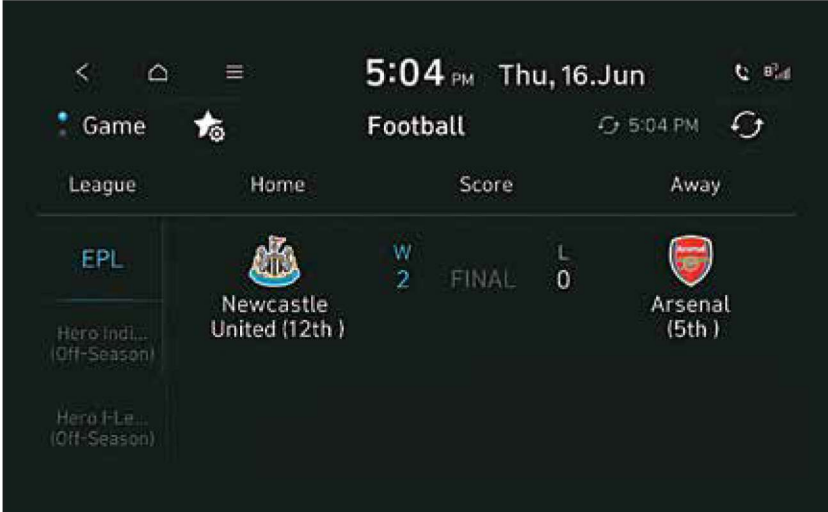 5:04 PM Thu, 16.Jun
Game
Football
5:04 PM
League Home Score Away
EPL
W
2
FINAL
L
0
Newcastle
United (12th )
Arsenal
Arsenal
(5th )
Hero Indi...
(Off-Season)
Hero I-Le...
(Off-Season)